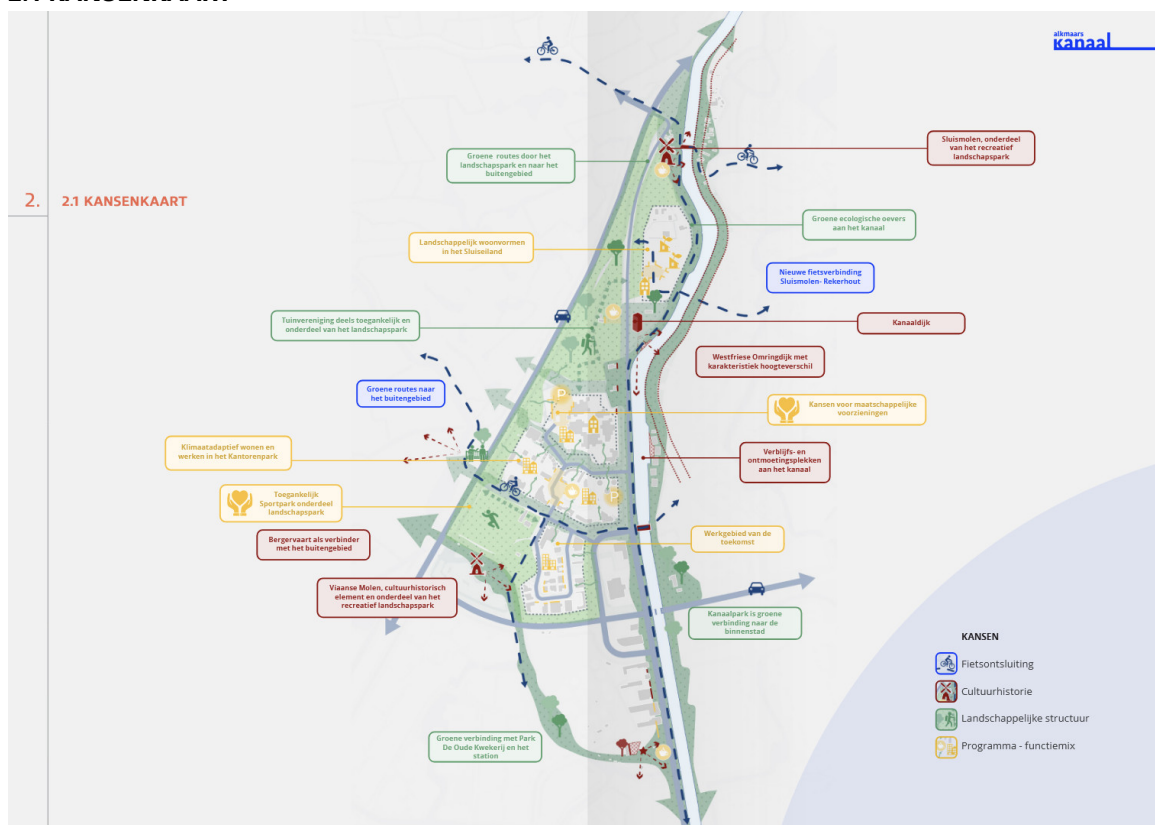 2.1 KANSENKAART
alkmaars
kanaal
2.
2.1 KANSENKAART
Groene routes door het
landschapspark en naar het
buitengebied
Sluismolen, onderdeel
van het recreatief
landschapspark
Groene ecologische oevers
aan het kanaal
Landschappelijk woonvormen
in het Sluiseiland
Nieuwe fietsverbinding
Sluismolen- Rekerhout
Tuinvereniging deels toegankelijk en
onderdeel van het landschapspark
Kanaaldijk
Westfriese Omringdijk met
karakteristiek hoogteverschil
Groene routes naar
het buitengebied
P
Kansen voor maatschappelijke
voorzieningen
Klimaatadaptief wonen en
werken in het Kantorenpark
Verblijfs- en
ontmoetingsplekken
aan het kanaal
Toegankelijk
Sportpark onderdeel
landschapspark
P
Bergervaart als verbinder
met het buitengebied
Werkgebied van de
toekomst
Viaanse Molen, cultuurhistorisch
element en onderdeel van het
recreatief landschapspark
Kanaalpark is groene
verbinding naar de
binnenstad
Groene verbinding met Park
De Oude Kwekerij en het
station
KANSEN
Fietsontsluiting
Cultuurhistorie
Landschappelijke structuur
Programma - functiemix